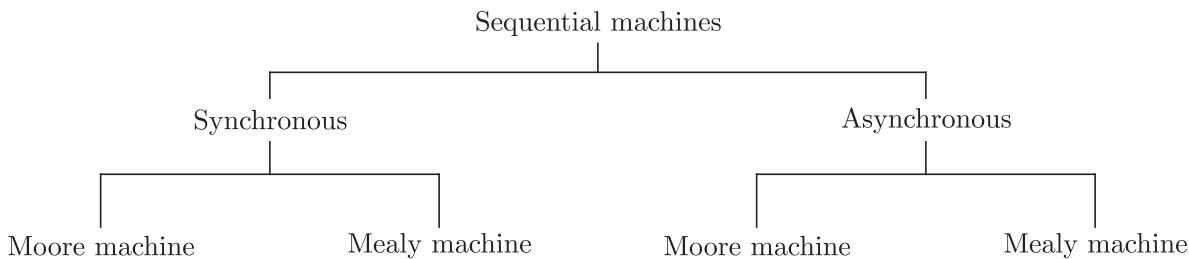 Sequential machines
Synchronous
Asynchronous
Moore machine
Mealy machine
Moore machine
Mealy machine